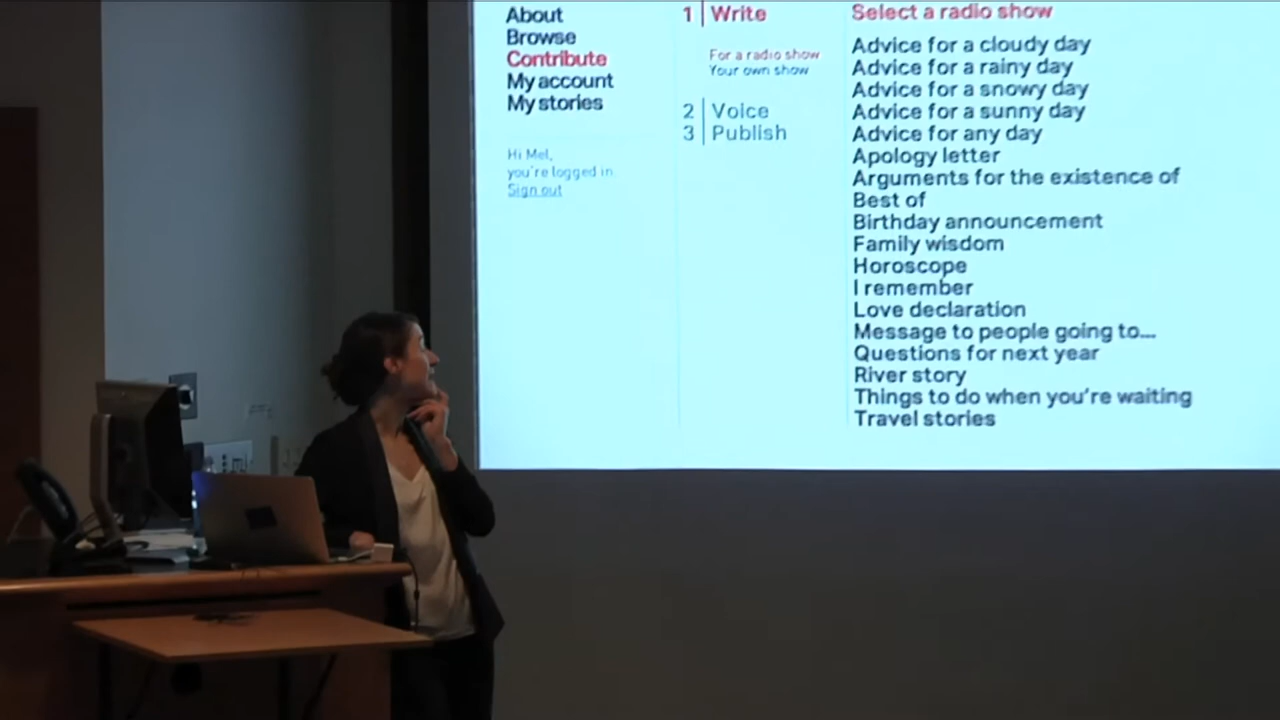 About
Browse
Contribute
My account
My stories
Hi Mel,
you're logged in
Sign out
1 Write
For a radio show
Your own show
2 Voice
3 Publish
Select a radio show
Advice for a cloudy day
Advice for a rainy day
Advice for a snowy day
Advice for a sunny day
Advice for any day
Apology letter
Arguments for the existence of
Best of
Birthday announcement
Family wisdom
Horoscope
I remember
Love declaration
Message to people going to...
Questions for next year
River story
Things to do when you're waiting
Travel stories